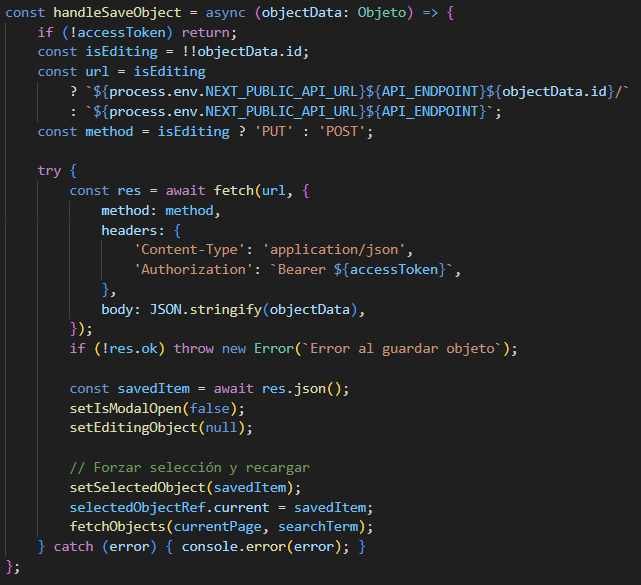 const handleSaveObject = async (objectData: Objeto) => {
    if (!accessToken) return;
    const isEditing = !!objectData.id;
    const url = isEditing
        ? `${process.env.NEXT_PUBLIC_API_URL}${API_ENDPOINT}${objectData.id}/`
        : `${process.env.NEXT_PUBLIC_API_URL}${API_ENDPOINT}`;
    const method = isEditing ? 'PUT' : 'POST';

    try {
        const res = await fetch(url, {
            method: method,
            headers: {
                'Content-Type': 'application/json',
                'Authorization': `Bearer ${accessToken}`,
            },
            body: JSON.stringify(objectData),
        });
        if (!res.ok) throw new Error(`Error al guardar objeto`);

        const savedItem = await res.json();
        setIsModalOpen(false);
        setEditingObject(null);

        // Forzar selección y recargar
        setSelectedObject(savedItem);
        selectedObjectRef.current = savedItem;
        fetchObjects(currentPage, searchTerm);
    } catch (error) { console.error(error); }
};